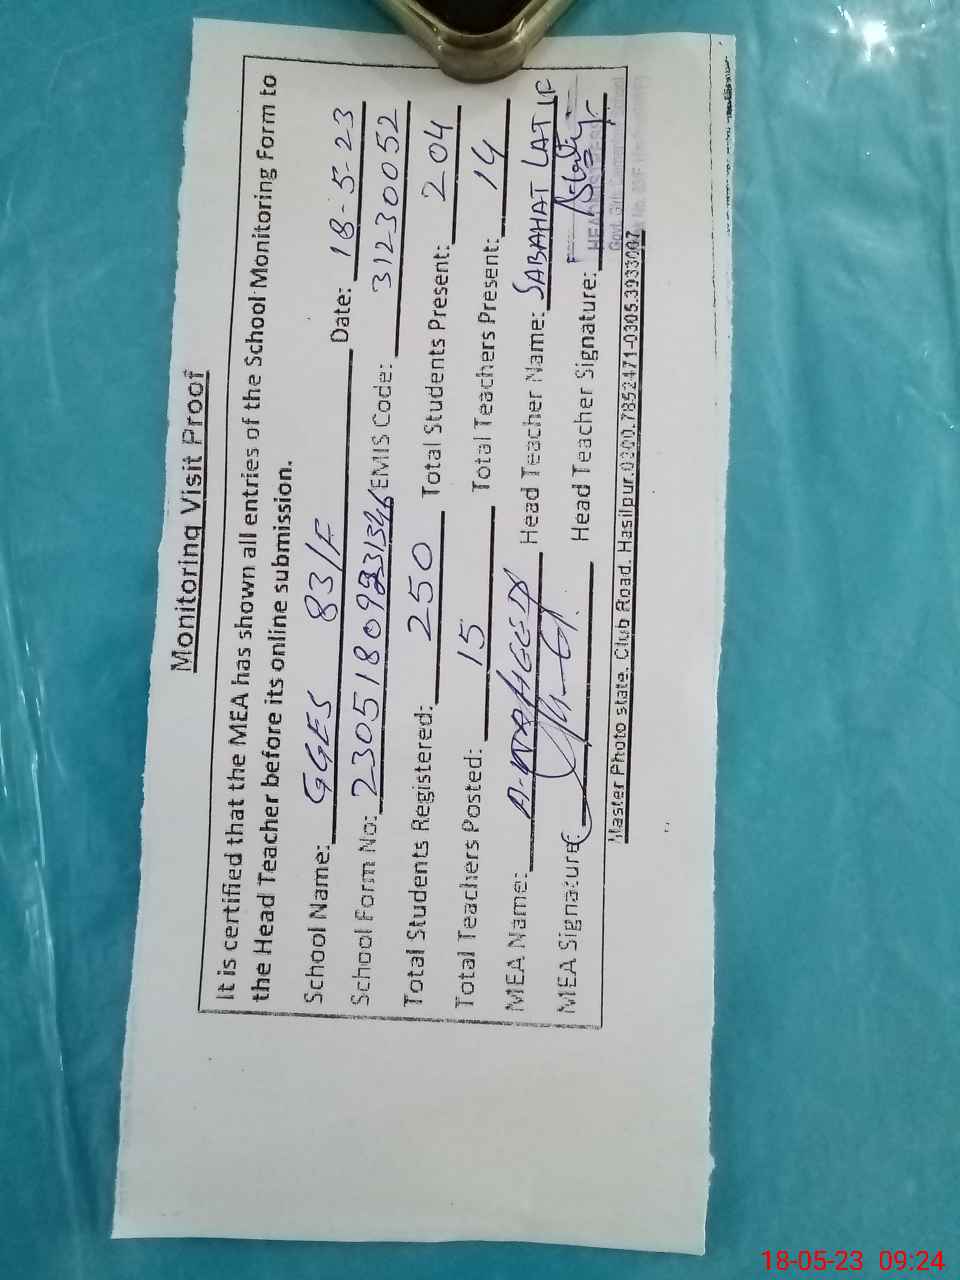 Monitoring Visit Proof
It is certified that the MEA has shown all entries of the School Monitoring Form to
the Head Teacher before its online submission.
School Name: GGES 83/F Date: 18-5-23
School Form No: EMIS Code: 31230052
Total Students Registered: 250 Total Students Present: 204
Total Teachers Posted: 15 Total Teachers Present: 14
MEA Name: Head Teacher Name: SABAHAT LATIF
MEA Signature: Head Teacher Signature:
Master Photo state. Club Road. Hasilpur.0300.7852471-0305.3933007
18-05-23 09:24